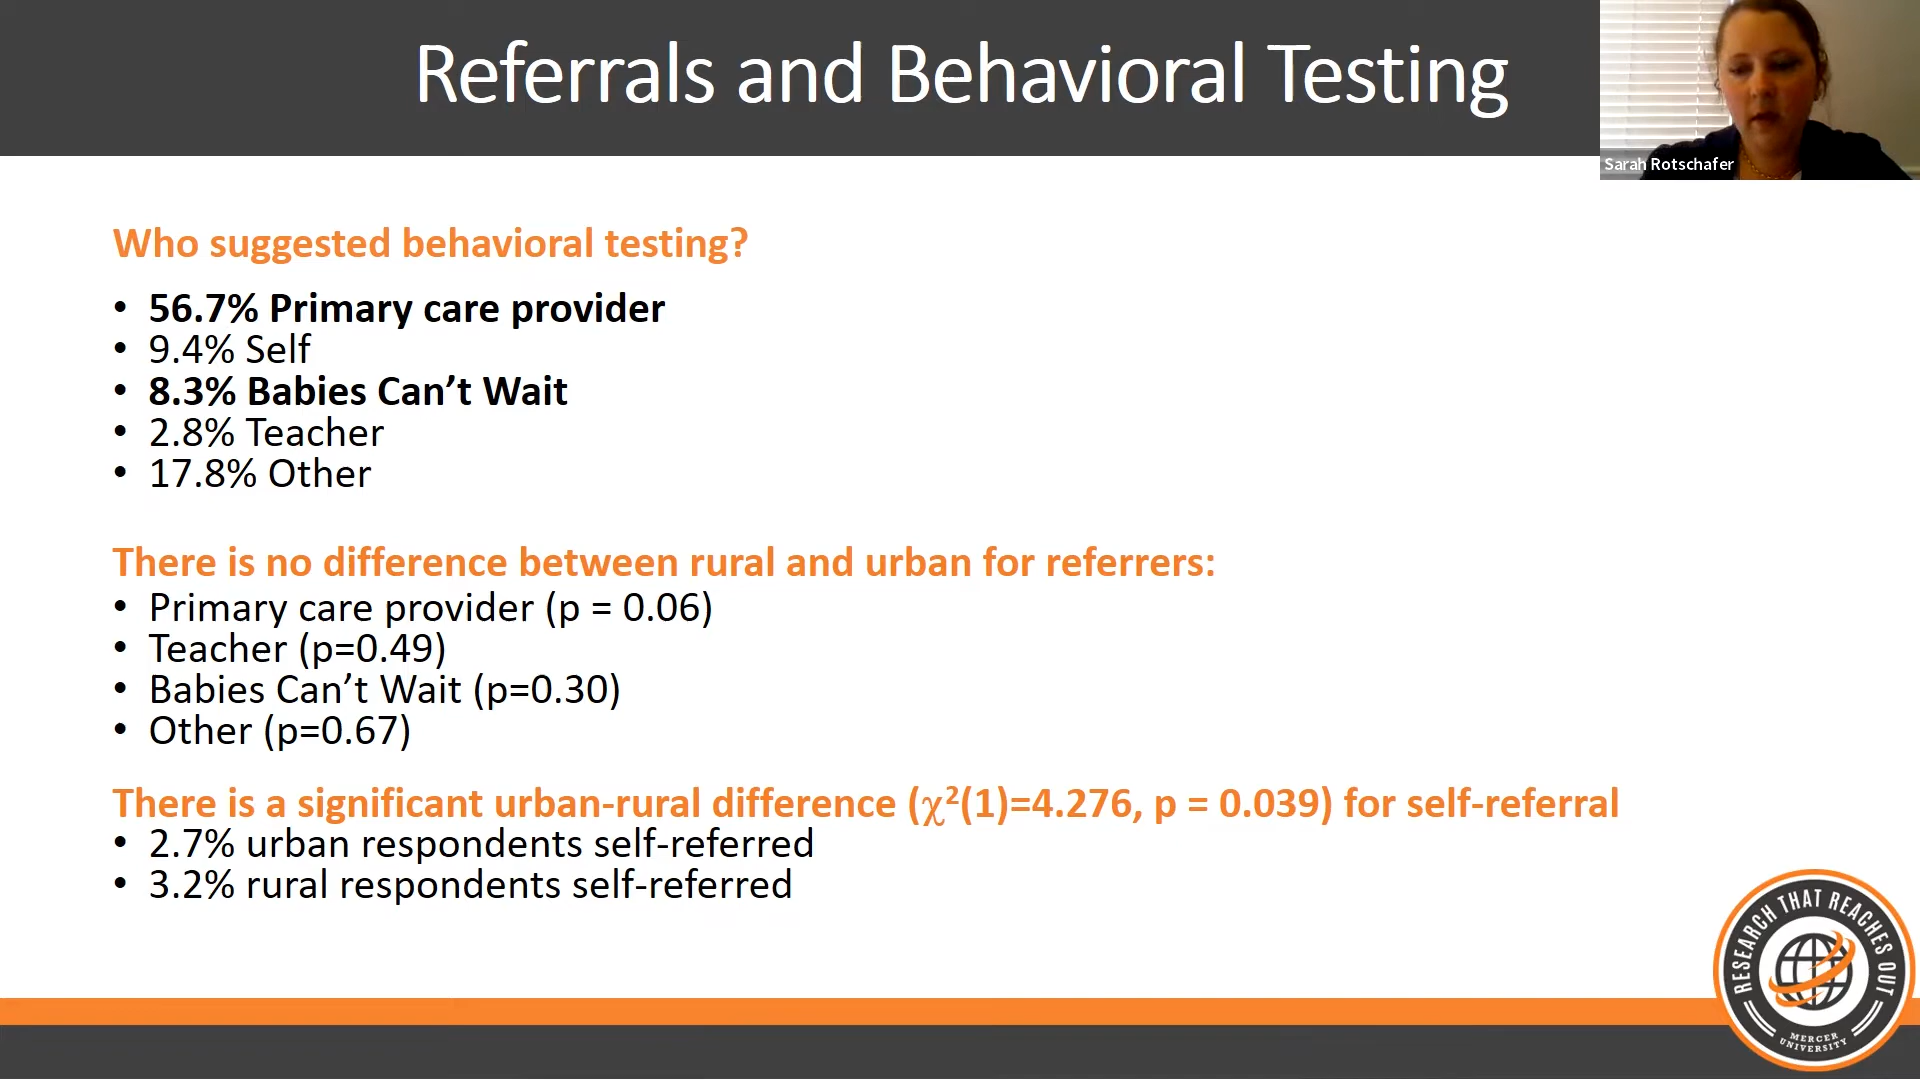 Referrals and Behavioral Testing
Sarah Rotschafer
Who suggested behavioral testing?
• 56.7% Primary care provider
• 9.4% Self
• 8.3% Babies Can’t Wait
• 2.8% Teacher
• 17.8% Other
There is no difference between rural and urban for referrers:
• Primary care provider (p = 0.06)
• Teacher (p=0.49)
• Babies Can’t Wait (p=0.30)
• Other (p=0.67)
There is a significant urban-rural difference (χ²(1)=4.276, p = 0.039) for self-referral
• 2.7% urban respondents self-referred
• 3.2% rural respondents self-referred
RESEARCH THAT REACHES OUT
MERCER
UNIVERSITY